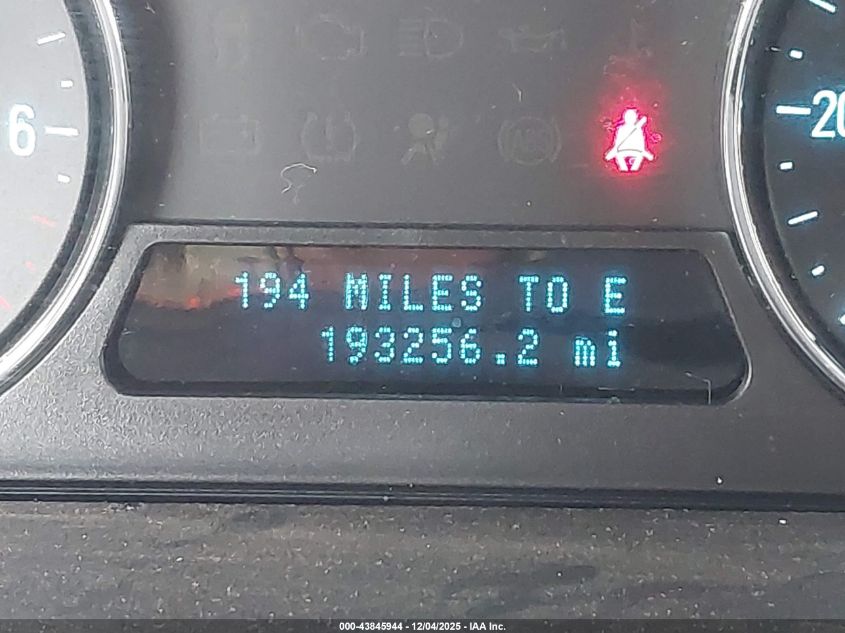 6
20
194 MILES TO E
193256.2 mi
000-43845944 - 12/04/2025 - IAA Inc.